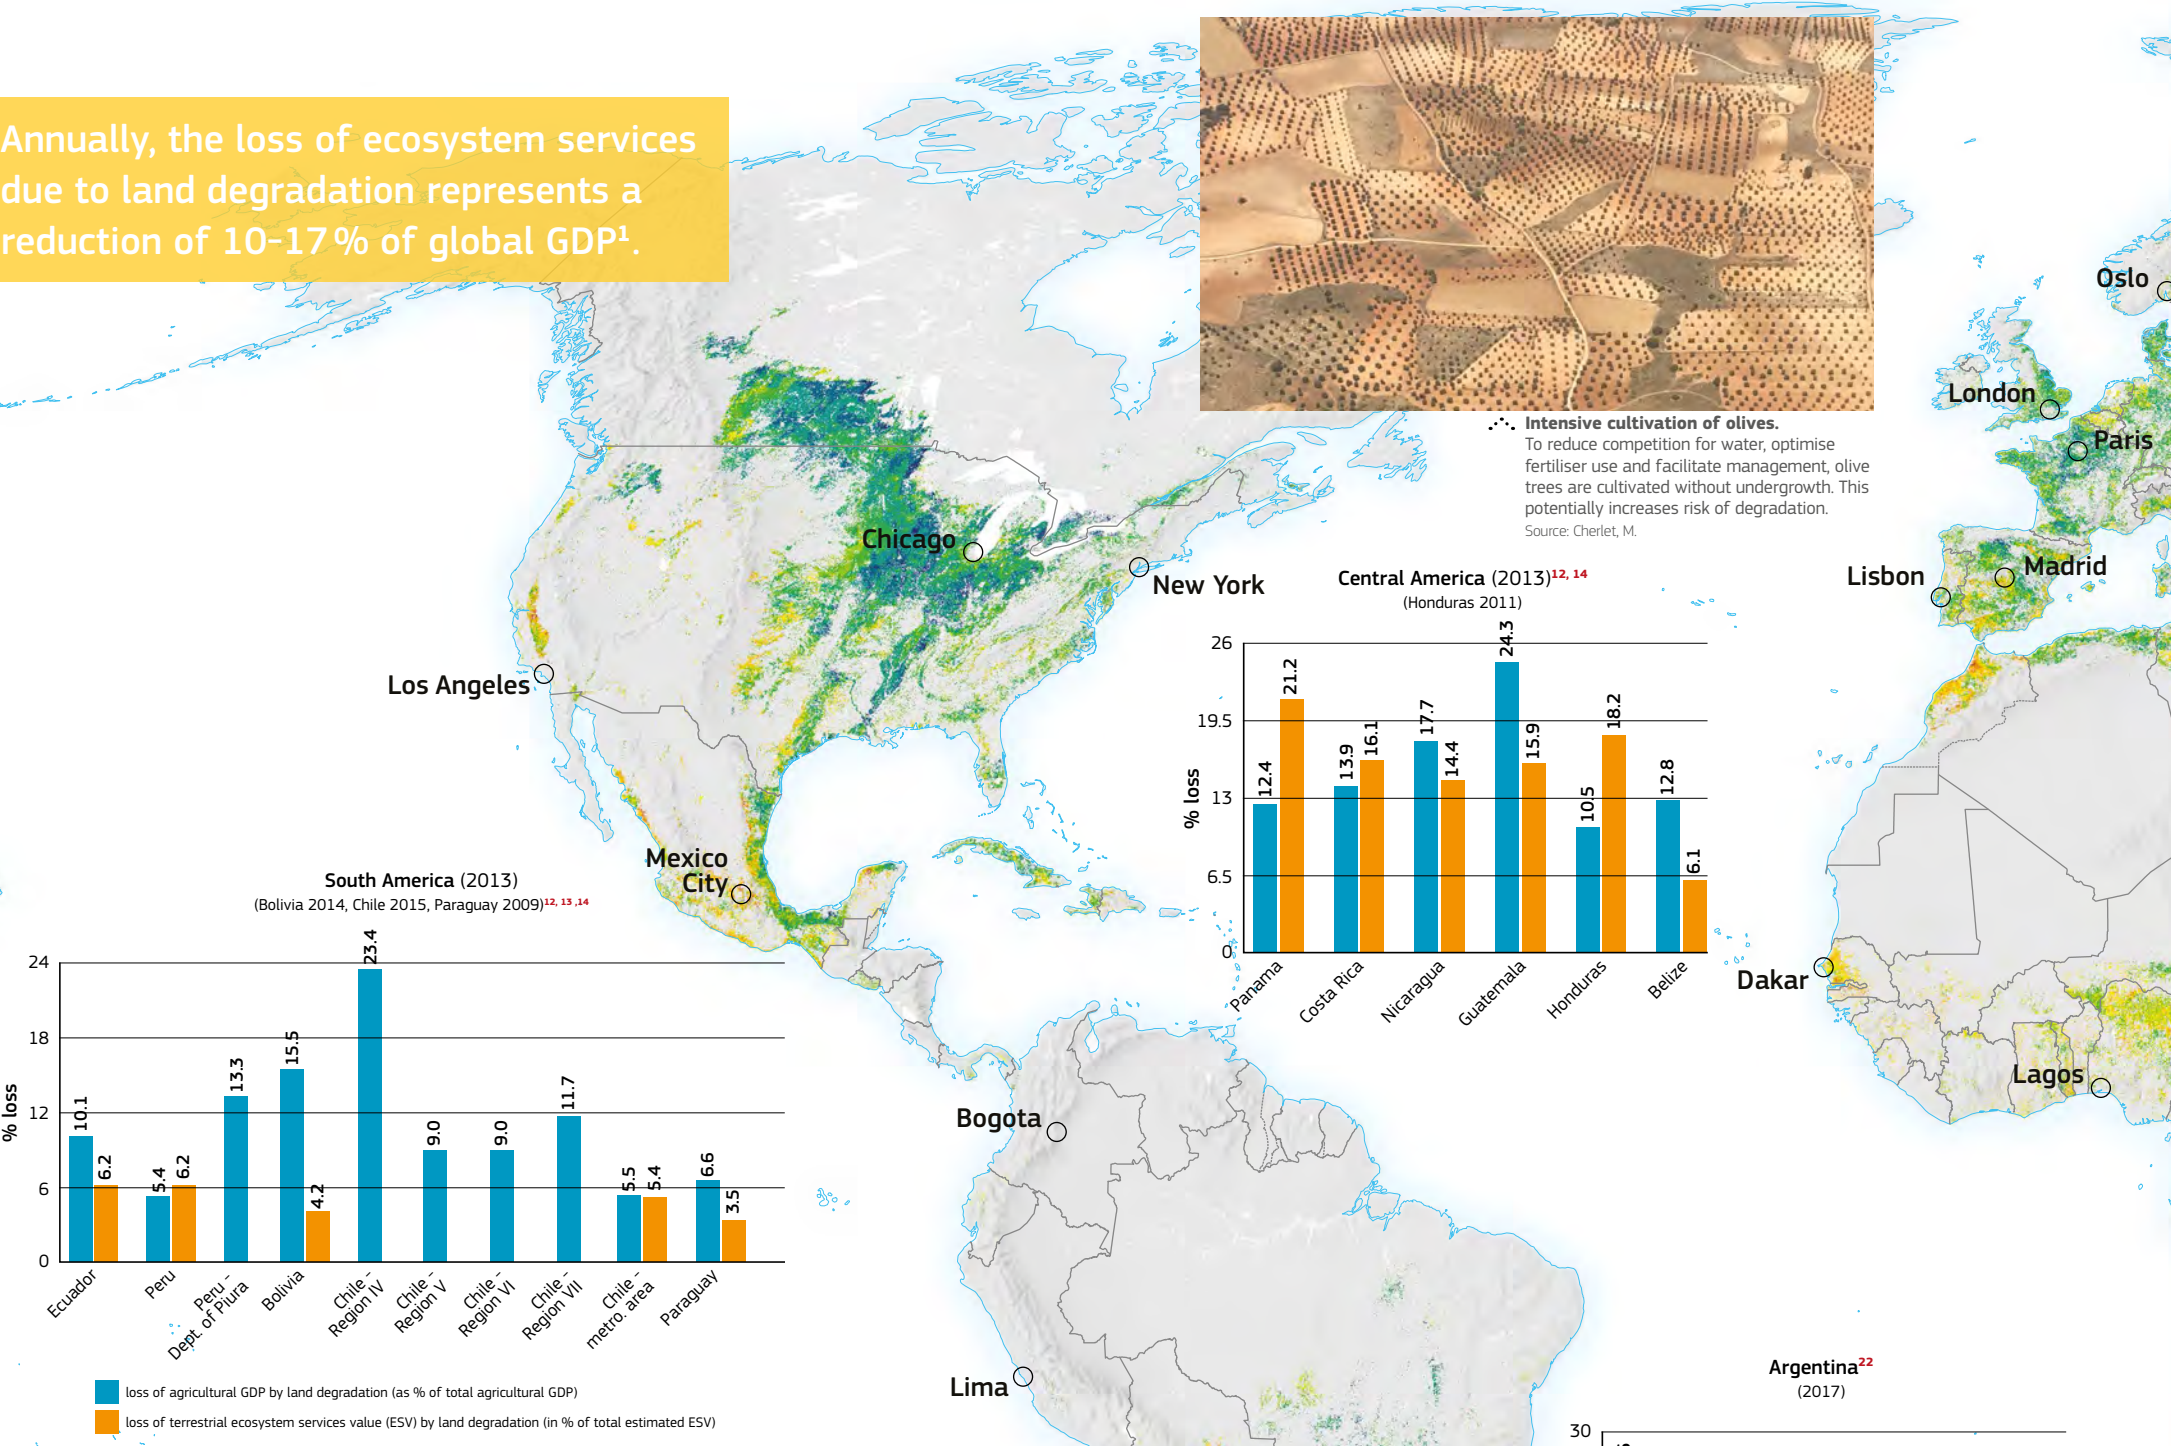 Annually, the loss of ecosystem services
due to land degradation represents a
reduction of 10-17 % of global GDP¹.
Oslo
London
Paris
Intensive cultivation of olives.
To reduce competition for water, optimise
fertiliser use and facilitate management, olive
trees are cultivated without undergrowth. This
potentially increases risk of degradation.
Source: Cherlet, M.
Chicago
New York
Lisbon
Madrid
Los Angeles
Mexico
City
Dakar
Lagos
Bogota
Lima
Central America (2013)12, 14
(Honduras 2011)
% loss
26
19.5
13
6.5
0
12.4
21.2
13.9
16.1
17.7
14.4
24.3
15.9
10.5
18.2
12.8
6.1
Panama
Costa Rica
Nicaragua
Guatemala
Honduras
Belize
South America (2013)
(Bolivia 2014, Chile 2015, Paraguay 2009)12, 13 ,14
% loss
24
18
12
6
0
10.1
6.2
5.4
6.2
13.3
15.5
4.2
23.4
9.0
9.0
11.7
5.5
5.4
6.6
3.5
Ecuador
Peru
Peru -
Dept. of Piura
Bolivia
Chile -
Region IV
Chile -
Region V
Chile -
Region VI
Chile -
Region VII
Chile -
metro. area
Paraguay
loss of agricultural GDP by land degradation (as % of total agricultural GDP)
loss of terrestrial ecosystem services value (ESV) by land degradation (in % of total estimated ESV)
Argentina22
(2017)
30